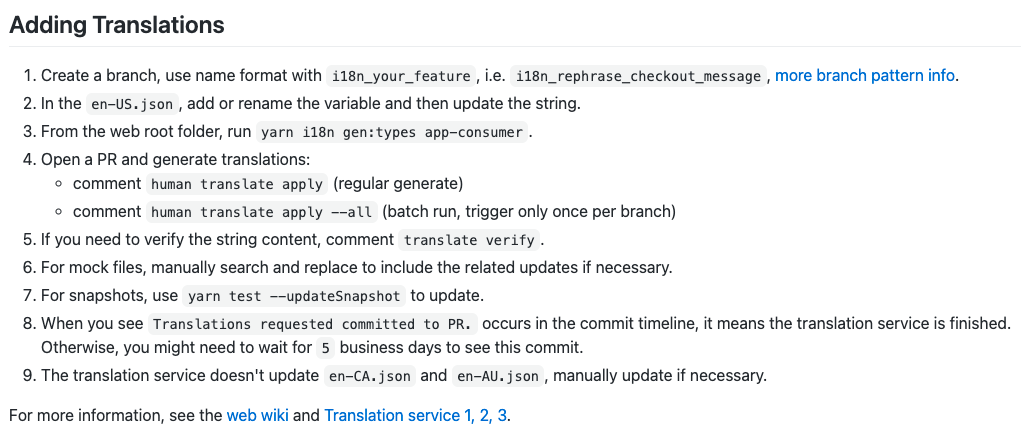 Adding Translations
1. Create a branch, use name format with i18n_your_feature , i.e. i18n_rephrase_checkout_message , more branch pattern info.
2. In the en-US.json , add or rename the variable and then update the string.
3. From the web root folder, run yarn i18n gen:types app-consumer .
4. Open a PR and generate translations:
comment human translate apply (regular generate)
comment human translate apply --all (batch run, trigger only once per branch)
5. If you need to verify the string content, comment translate verify .
6. For mock files, manually search and replace to include the related updates if necessary.
7. For snapshots, use yarn test --updateSnapshot to update.
8. When you see Translations requested committed to PR. occurs in the commit timeline, it means the translation service is finished.
Otherwise, you might need to wait for 5 business days to see this commit.
9. The translation service doesn't update en-CA.json and en-AU.json , manually update if necessary.
For more information, see the web wiki and Translation service 1, 2, 3.